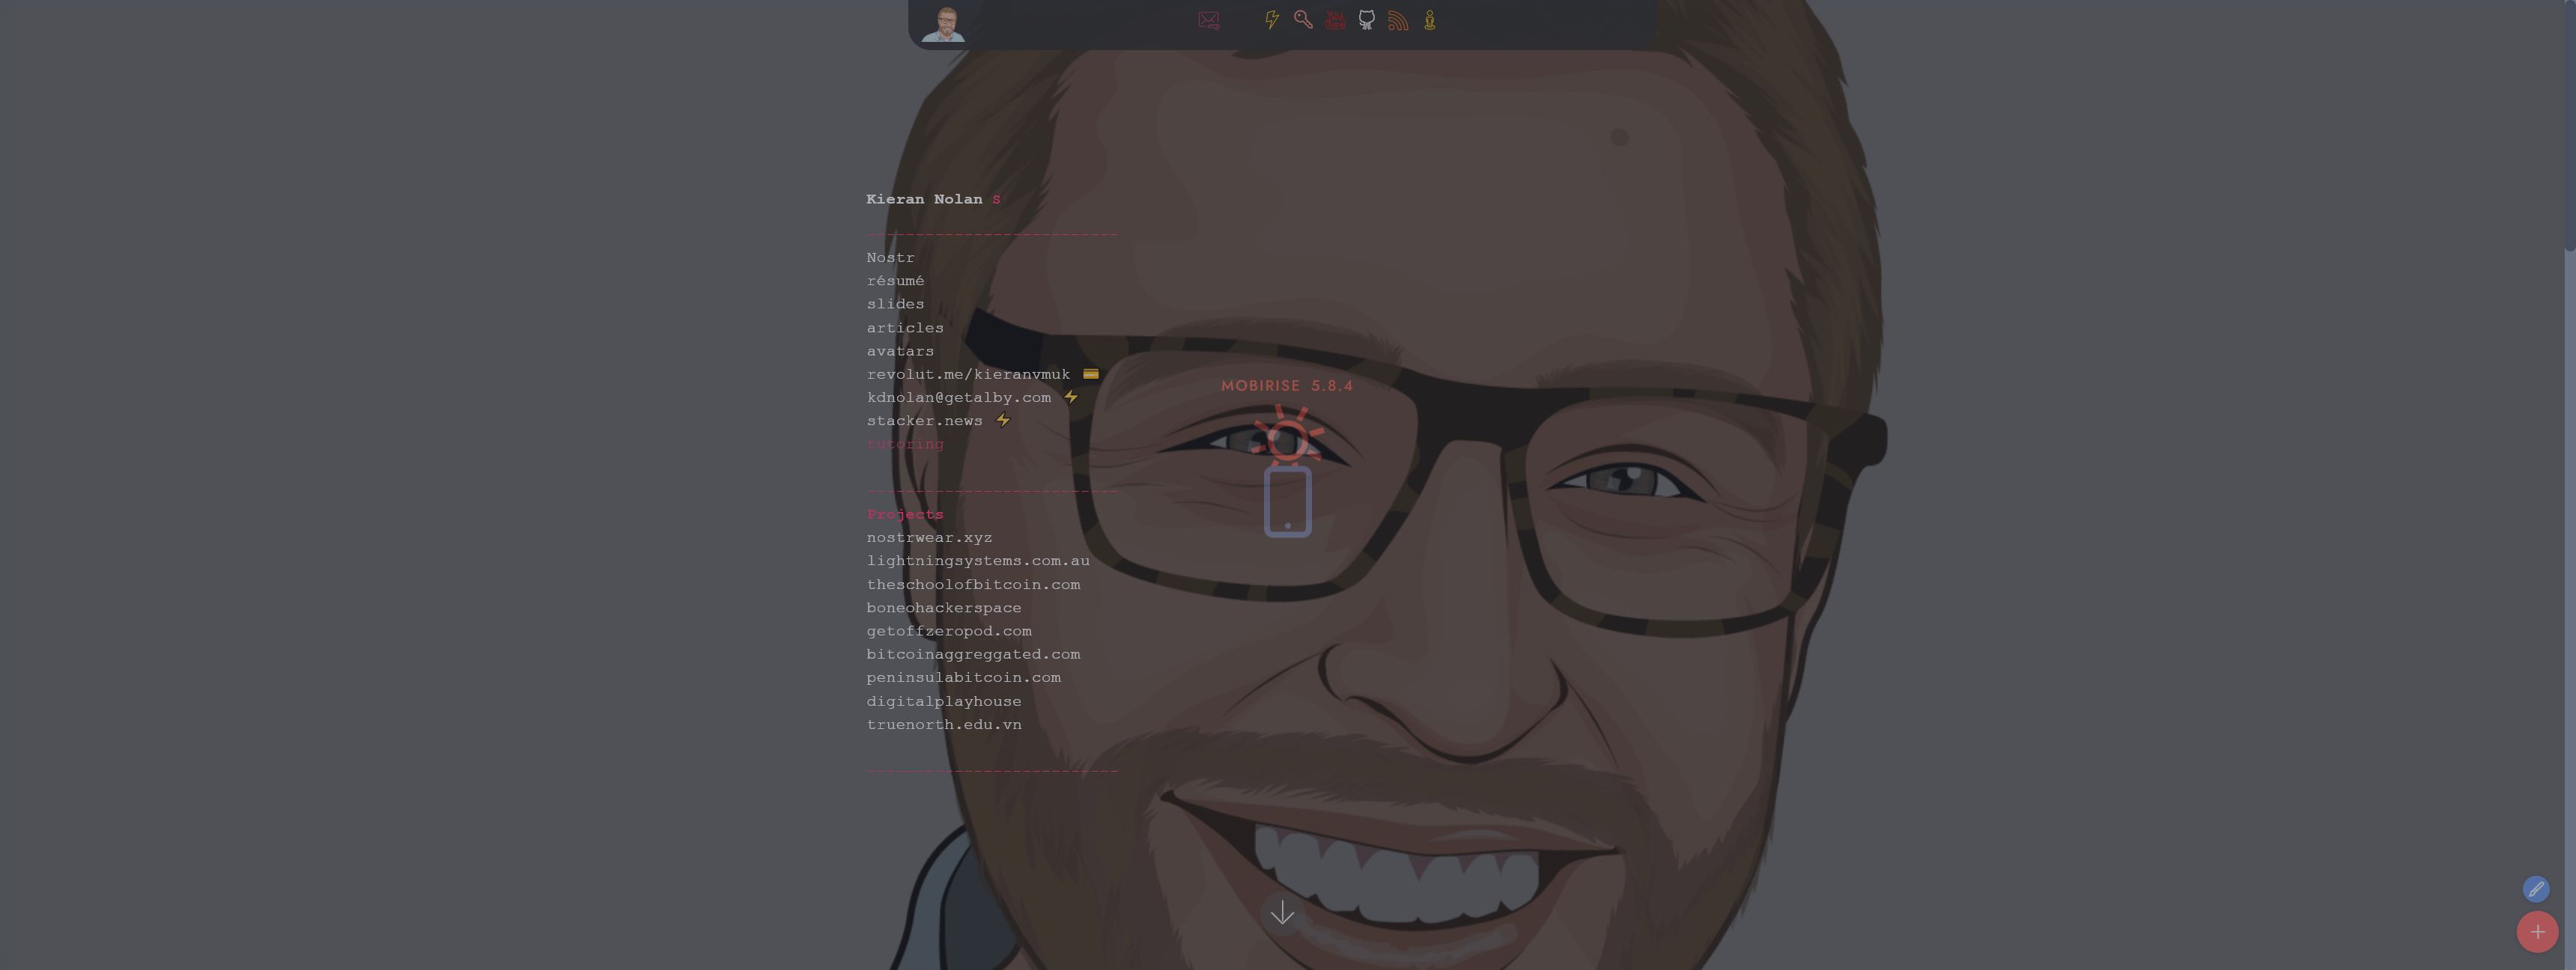 Kieran Nolan s
--------------------------
Nostr
résumé
slides
articles
avatars
revolut.me/kieranvmuk
kdnolan@getalby.com
stacker.news
tutoring
--------------------------
Projects
nostrwear.xyz
lightningsystems.com.au
theschoolofbitcoin.com
boneohackerspace
getoffzeropod.com
bitcoinaggreggated.com
peninsulabitcoin.com
digitalplayhouse
truenorth.edu.vn
--------------------------
MOBIRISE 5.8.4